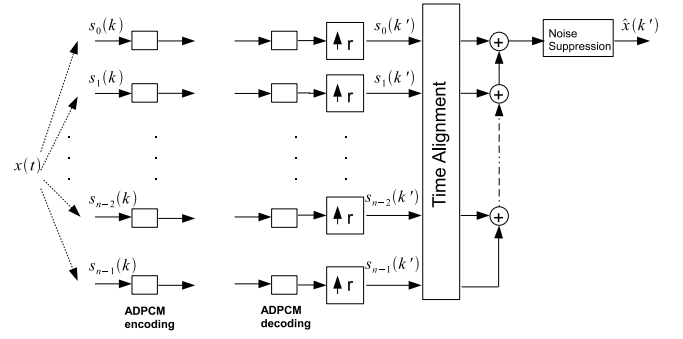 s₀(k)
r
s₀(k')
Noise
Suppression
x̂(k')
s₁(k)
r
s₁(k')
Time Alignment
x(t)
sₙ₋₂(k)
r
sₙ₋₂(k')
sₙ₋₁(k)
r
sₙ₋₁(k')
ADPCM
encoding
ADPCM
decoding